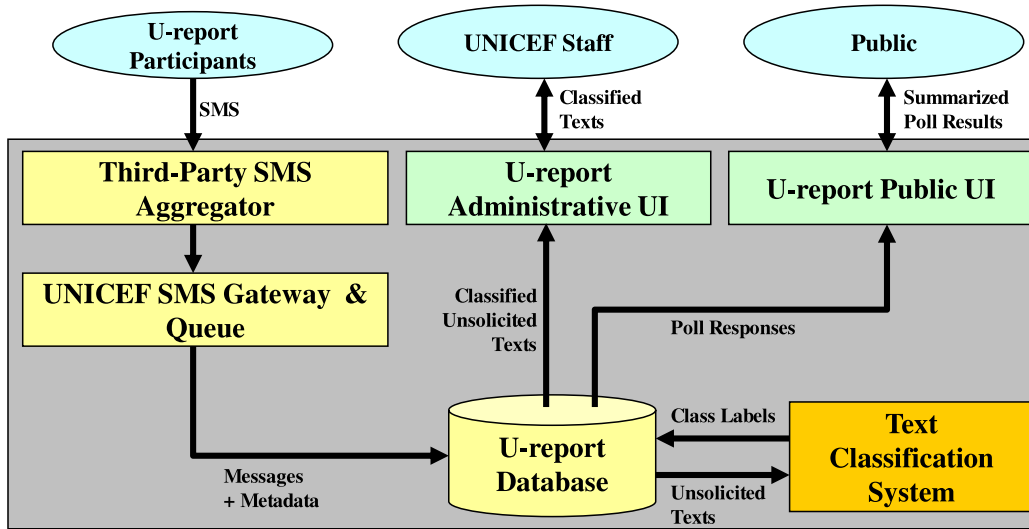 U-report
Participants
UNICEF Staff
Public
SMS
Classified
Texts
Summarized
Poll Results
Third-Party SMS
Aggregator
U-report
Administrative UI
U-report Public UI
UNICEF SMS Gateway &
Queue
Classified
Unsolicited
Texts
Poll Responses
Messages
+ Metadata
U-report
Database
Class Labels
Unsolicited
Texts
Text
Classification
System